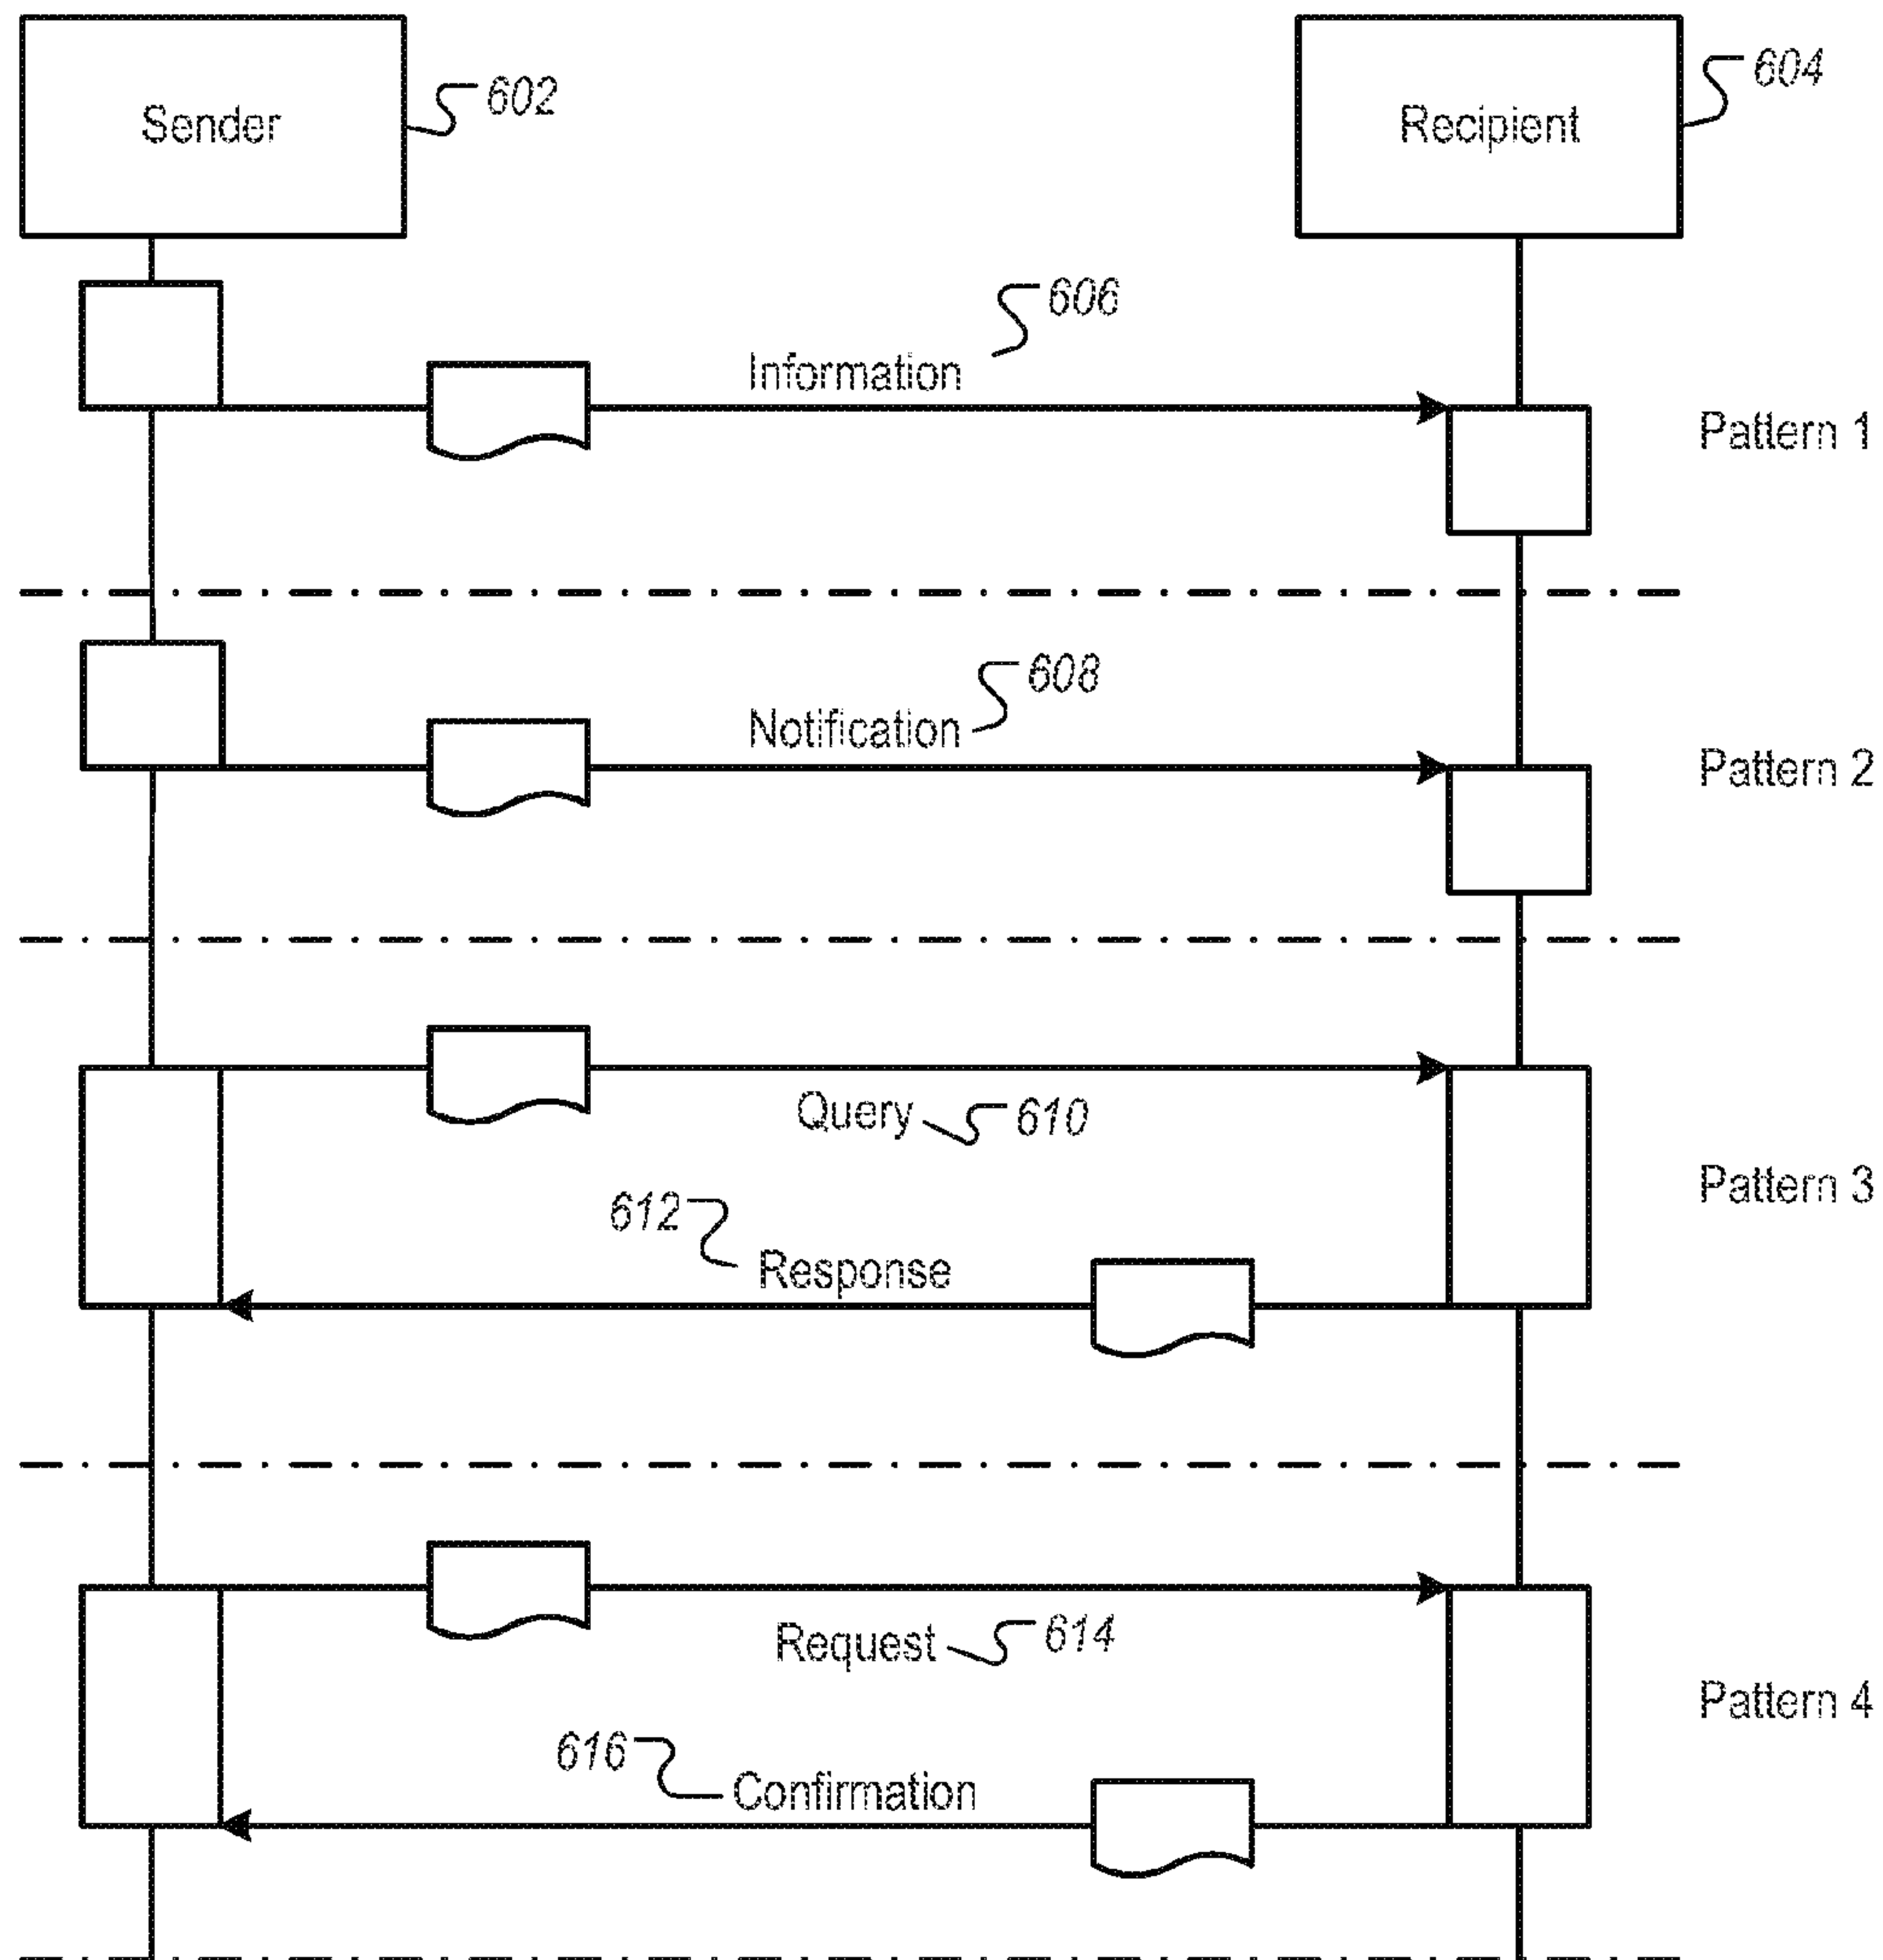 Sender
602
Recipient
604
Information
606
Pattern 1
Notification
608
Pattern 2
Query
610
Pattern 3
612
Response
Request
614
Pattern 4
616
Confirmation